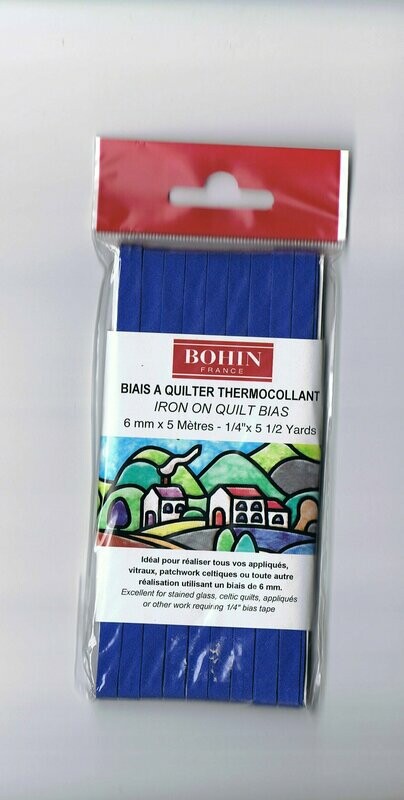 BOHIN
FRANCE
BIAIS A QUILTER THERMOCOLLANT
IRON ON QUILT BIAS
6 mm x 5 Mètres - 1/4"x 5 1/2 Yards
Idéal pour réaliser tous vos appliqués,
vitraux, patchwork celtiques ou toute autre
réalisation utilisant un biais de 6 mm.
Excellent for stained glass, celtic quilts, appliqués
or other work requiring 1/4" bias tape